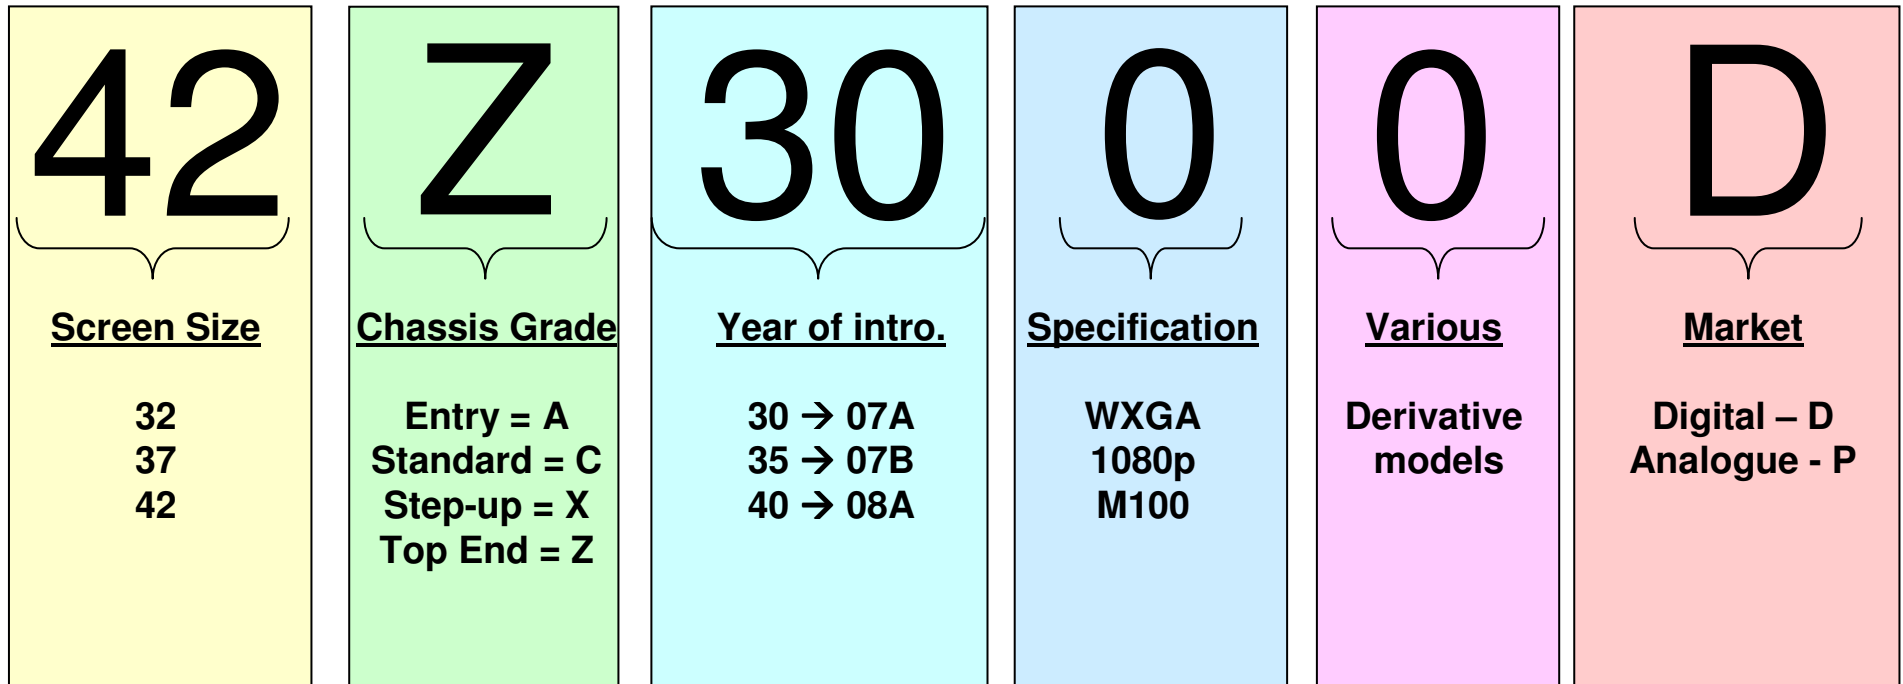 42
Screen Size
32
37
42
Z
Chassis Grade
Entry = A
Standard = C
Step-up = X
Top End = Z
30
Year of intro.
30 → 07A
35 → 07B
40 → 08A
0
Specification
WXGA
1080p
M100
0
Various
Derivative
models
D
Market
Digital – D
Analogue - P